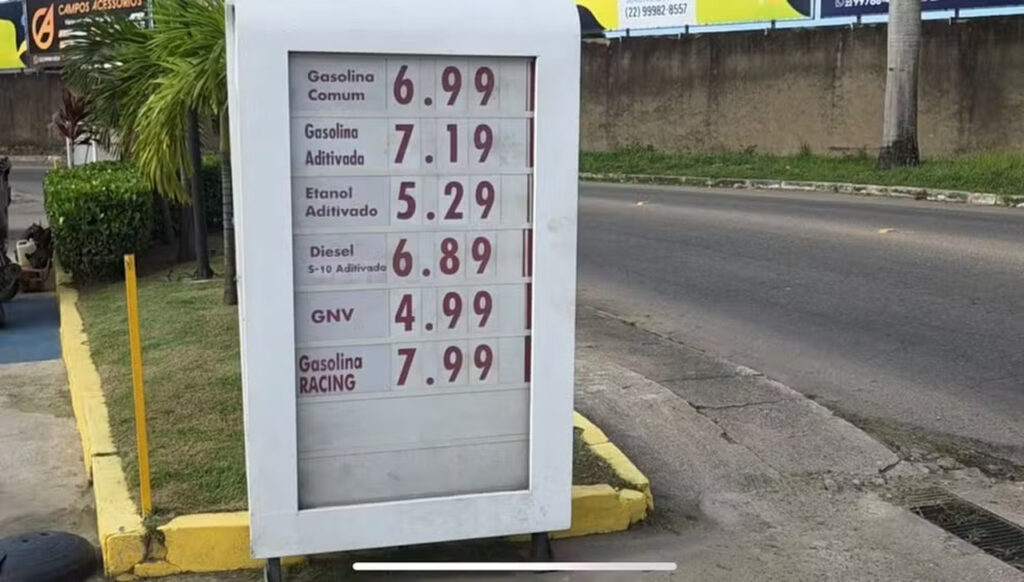 CAMPOS ACESSÓRIOS
(22) 99982-8557
Gasolina
Comum
6.99
Gasolina
Aditivada
7.19
Etanol
Aditivado
5.29
Diesel
S-10 Aditivado
6.89
GNV
4.99
Gasolina
RACING
7.99